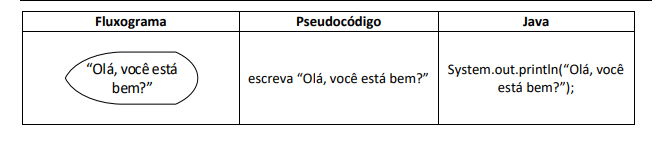 Fluxograma
Pseudocódigo
Java
“Olá, você está
bem?”
escreva “Olá, você está bem?”
System.out.println(“Olá, você
está bem?”);